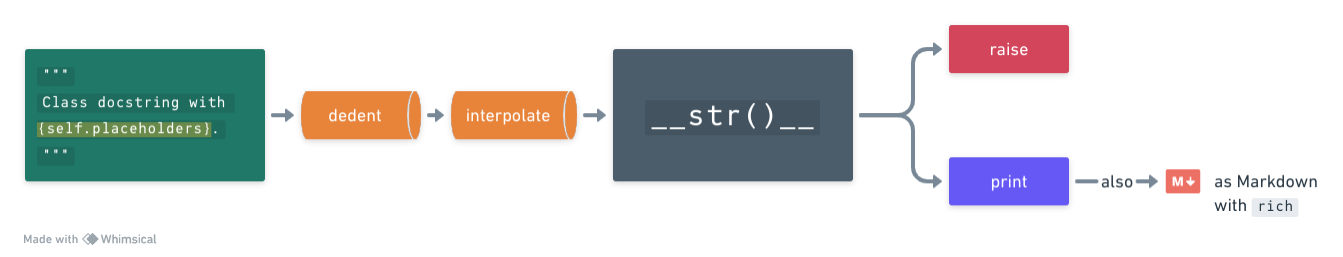 """
Class docstring with
{self.placeholders}.
"""
dedent
interpolate
__str()__
raise
print
also
M
as Markdown
with rich
Made with Whimsical